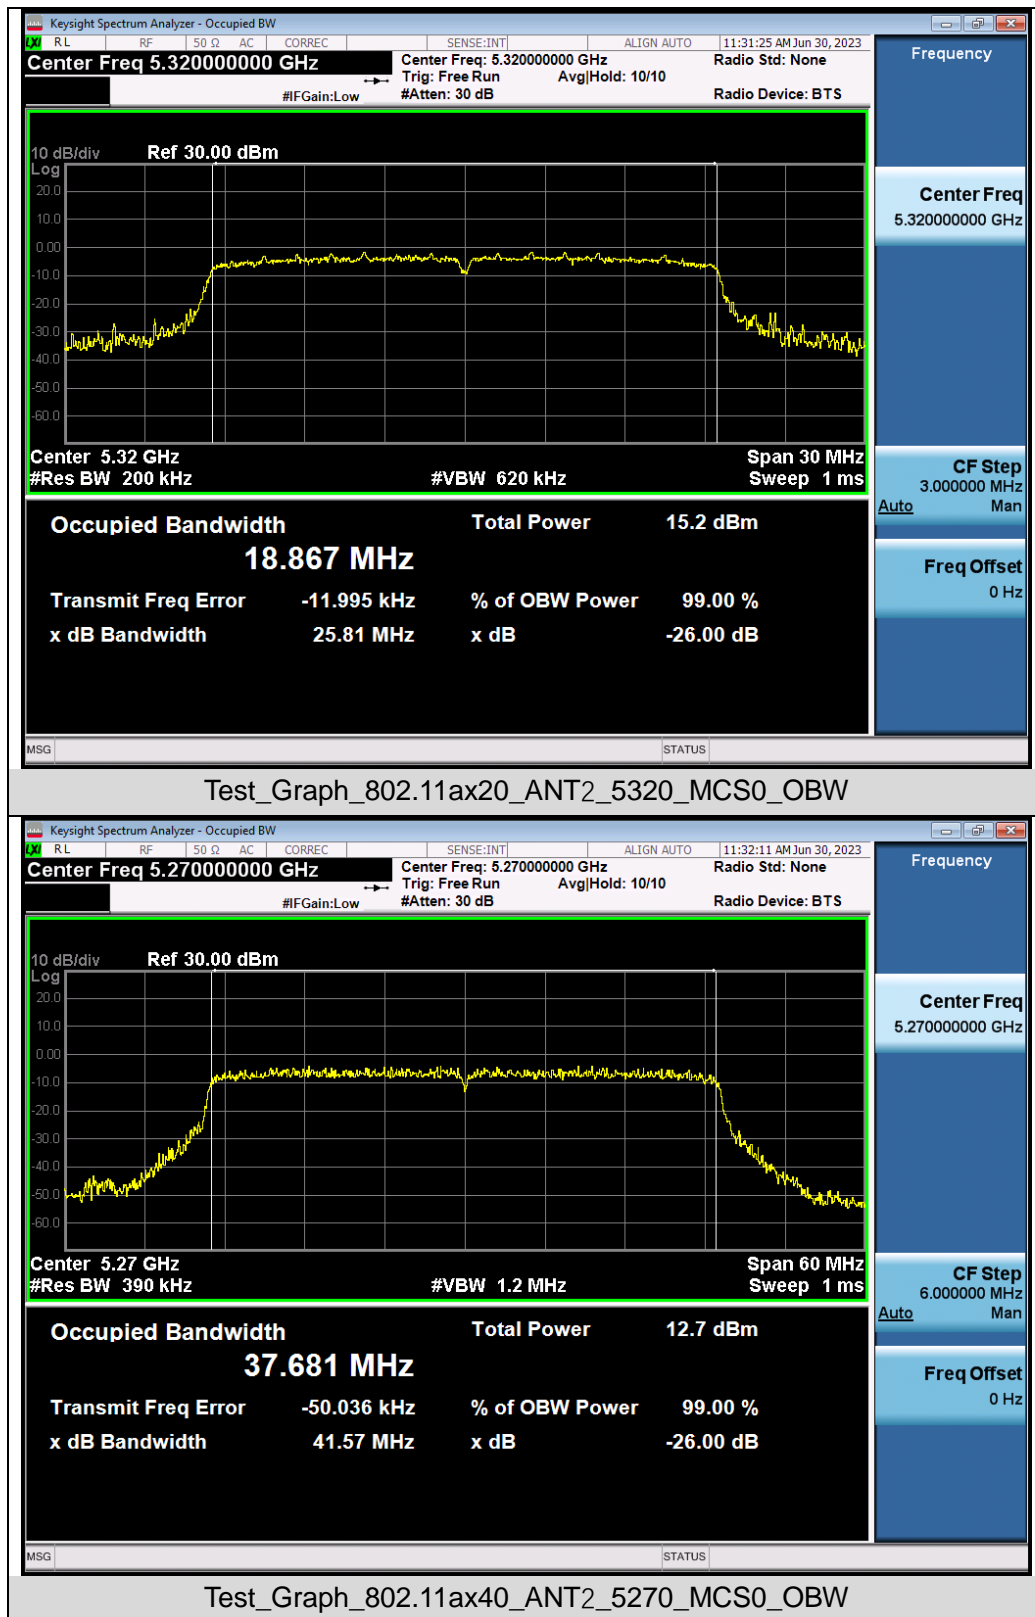 Keysight Spectrum Analyzer - Occupied BW
LXI RL RF 50 Ω AC CORREC SENSE:INT ALIGN AUTO 11:31:25 AM Jun 30, 2023
Center Freq 5.320000000 GHz
Center Freq: 5.320000000 GHz
Radio Std: None
Trig: Free Run Avg|Hold: 10/10
#IFGain:Low
#Atten: 30 dB
Radio Device: BTS
Frequency
10 dB/div Ref 30.00 dBm
Log
20.0
10.0
0.00
-10.0
-20.0
-30.0
-40.0
-50.0
-60.0
Center 5.32 GHz
Span 30 MHz
#Res BW 200 kHz
#VBW 620 kHz
Sweep 1 ms
Center Freq
5.320000000 GHz
CF Step
3.000000 MHz
Auto Man
Freq Offset
0 Hz
Occupied Bandwidth
18.867 MHz
Total Power 15.2 dBm
Transmit Freq Error -11.995 kHz
% of OBW Power 99.00 %
x dB Bandwidth 25.81 MHz
x dB -26.00 dB
MSG STATUS
Test_Graph_802.11ax20_ANT2_5320_MCS0_OBW
Keysight Spectrum Analyzer - Occupied BW
LXI RL RF 50 Ω AC CORREC SENSE:INT ALIGN AUTO 11:32:11 AM Jun 30, 2023
Center Freq 5.270000000 GHz
Center Freq: 5.270000000 GHz
Radio Std: None
Trig: Free Run Avg|Hold: 10/10
#IFGain:Low
#Atten: 30 dB
Radio Device: BTS
Frequency
10 dB/div Ref 30.00 dBm
Log
20.0
10.0
0.00
-10.0
-20.0
-30.0
-40.0
-50.0
-60.0
Center 5.27 GHz
Span 60 MHz
#Res BW 390 kHz
#VBW 1.2 MHz
Sweep 1 ms
Center Freq
5.270000000 GHz
CF Step
6.000000 MHz
Auto Man
Freq Offset
0 Hz
Occupied Bandwidth
37.681 MHz
Total Power 12.7 dBm
Transmit Freq Error -50.036 kHz
% of OBW Power 99.00 %
x dB Bandwidth 41.57 MHz
x dB -26.00 dB
MSG STATUS
Test_Graph_802.11ax40_ANT2_5270_MCS0_OBW